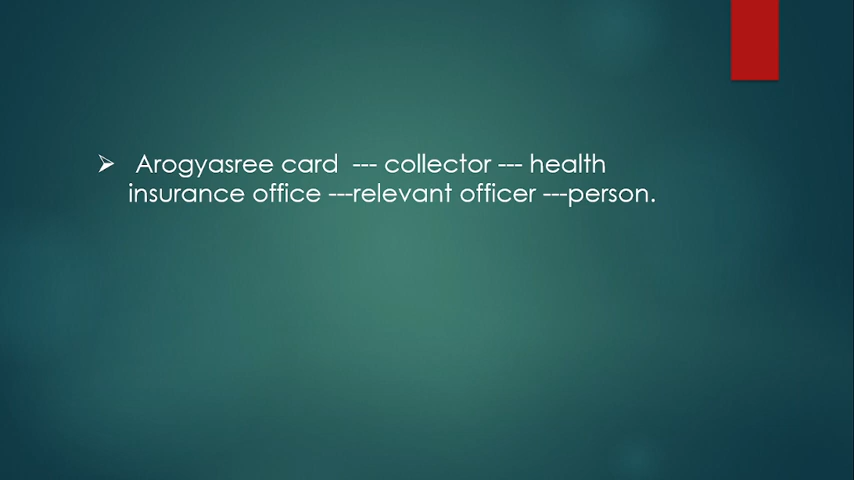 ➢ Arogyasree card --- collector --- health
insurance office ---relevant officer ---person.